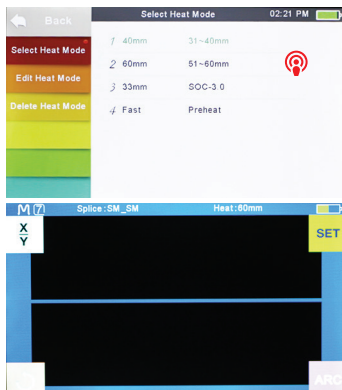 Back
Select Heat Mode
02:21 PM
Select Heat Mode
Edit Heat Mode
Delete Heat Mode
1 40mm 31~40mm
2 60mm 51~60mm
3 33mm SOC-3.0
4 Fast Preheat
M 7 Splice:SM_SM Heat:60mm
X
Y
SET
ARC